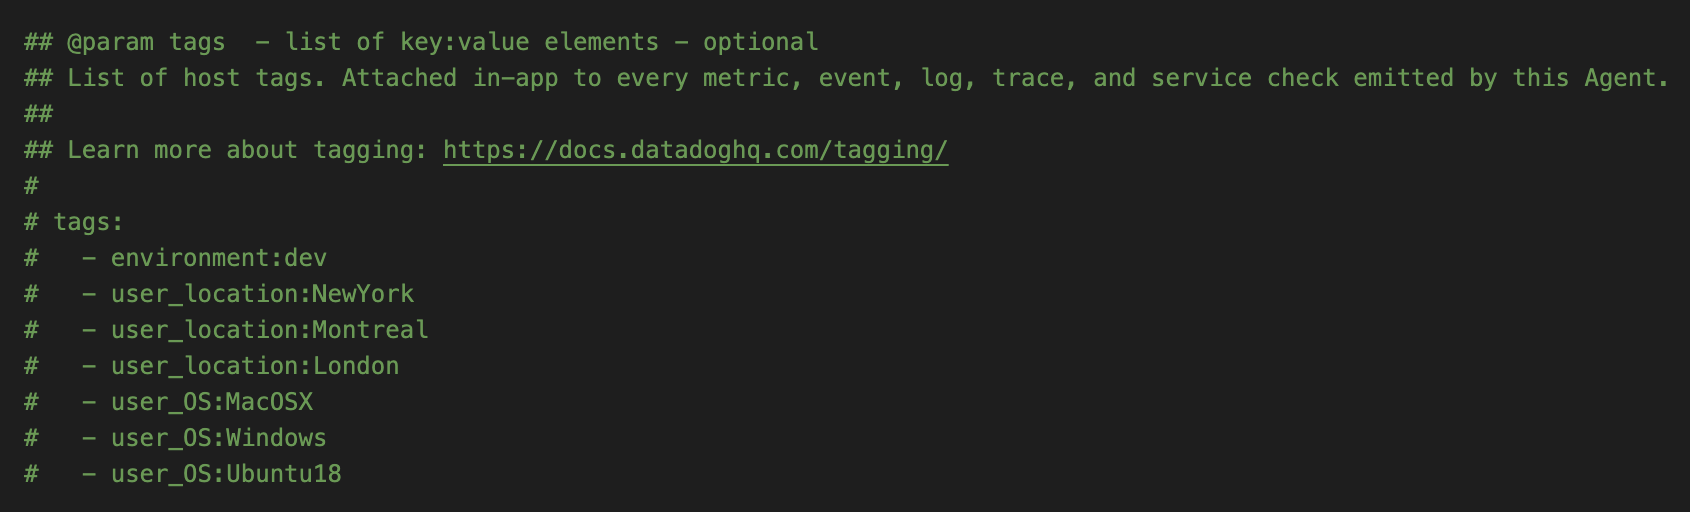 ## @param tags  - list of key:value elements - optional
## List of host tags. Attached in-app to every metric, event, log, trace, and service check emitted by this Agent.
##
## Learn more about tagging: https://docs.datadoghq.com/tagging/
#
# tags:
#   - environment:dev
#   - user_location:NewYork
#   - user_location:Montreal
#   - user_location:London
#   - user_OS:MacOSX
#   - user_OS:Windows
#   - user_OS:Ubuntu18